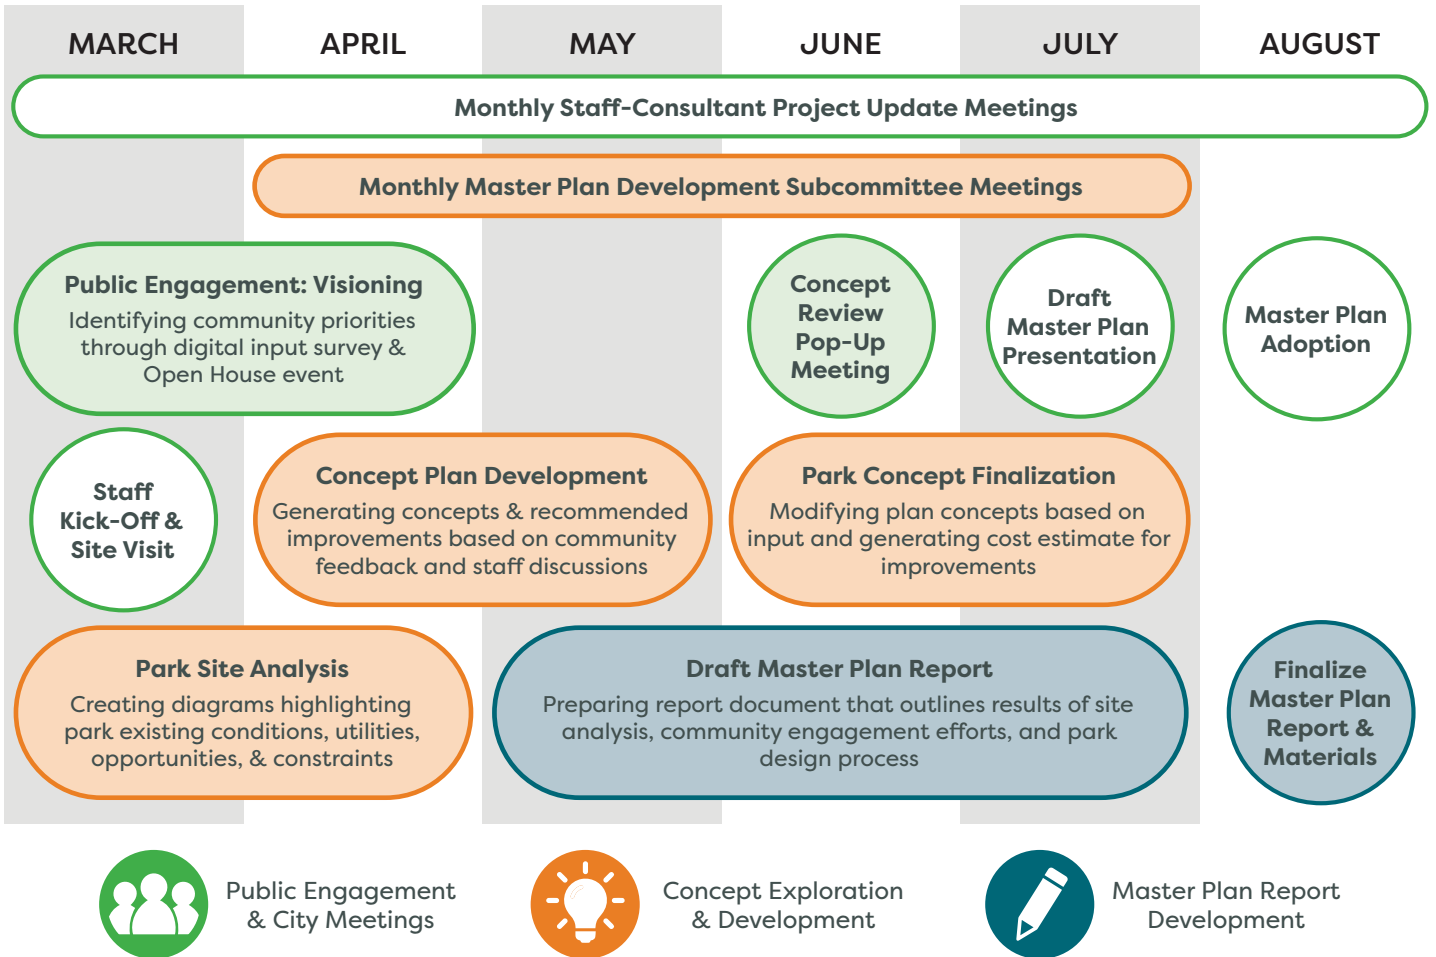 MARCH APRIL MAY JUNE JULY AUGUST
Monthly Staff-Consultant Project Update Meetings
Monthly Master Plan Development Subcommittee Meetings
Public Engagement: Visioning
Identifying community priorities
through digital input survey &
Open House event
Concept
Review
Pop-Up
Meeting
Draft
Master Plan
Presentation
Master Plan
Adoption
Staff
Kick-Off &
Site Visit
Concept Plan Development
Generating concepts & recommended
improvements based on community
feedback and staff discussions
Park Concept Finalization
Modifying plan concepts based on
input and generating cost estimate for
improvements
Park Site Analysis
Creating diagrams highlighting
park existing conditions, utilities,
opportunities, & constraints
Draft Master Plan Report
Preparing report document that outlines results of site
analysis, community engagement efforts, and park
design process
Finalize
Master Plan
Report &
Materials
Public Engagement
& City Meetings
Concept Exploration
& Development
Master Plan Report
Development